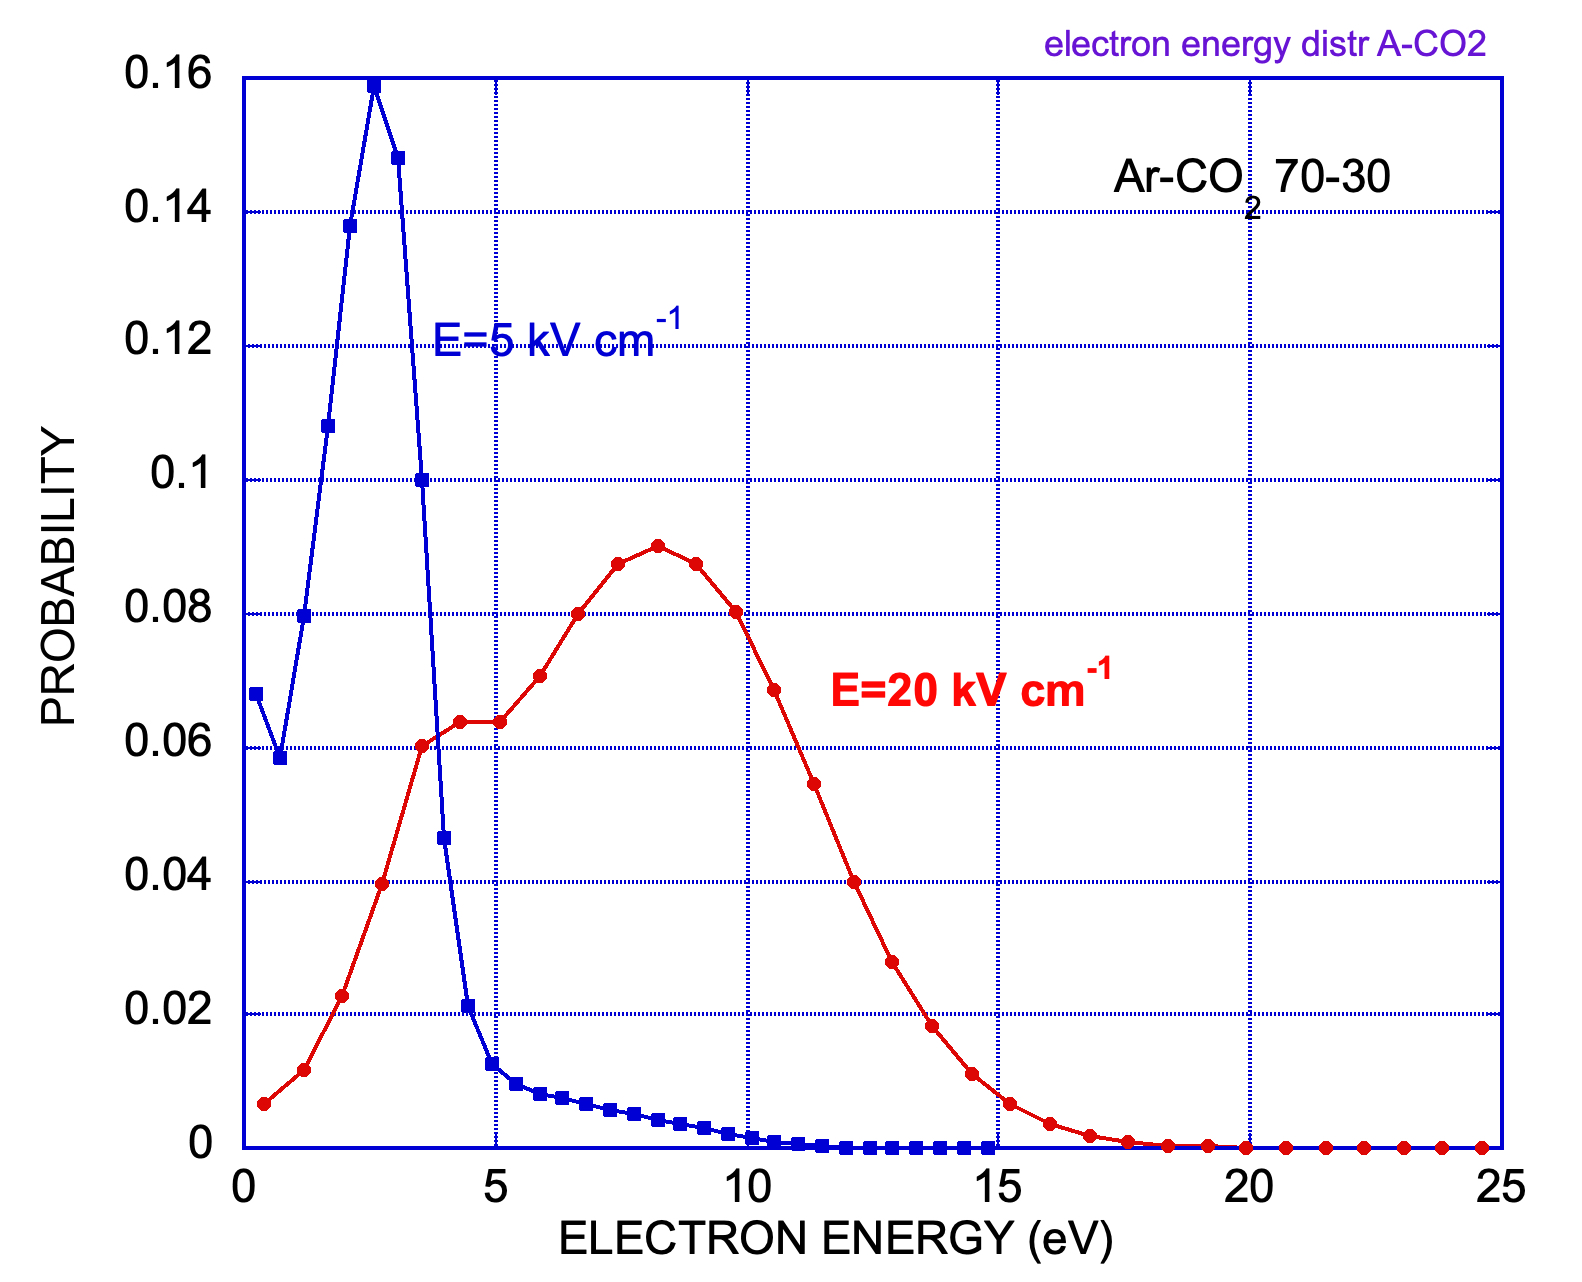 electron energy distr A-CO2
0.16
Ar-CO₂ 70-30
0.14
E=5 kV cm⁻¹
0.12
0.1
PROBABILITY
0.08
E=20 kV cm⁻¹
0.06
0.04
0.02
0
0 5 10 15 20 25
ELECTRON ENERGY (eV)